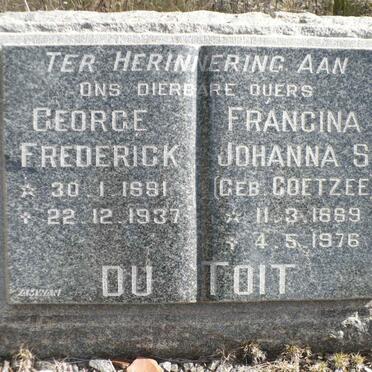 TER HERINNERING AAN
ONS DIERBARE OUERS
GEORGE
FREDERICK
☆ 30.1.1881
✝ 22.12.1937
FRANCINA
JOHANNA S
(GEB COETZEE
☆ 11.3.1889
✝ 4.5.1976
DU TOIT